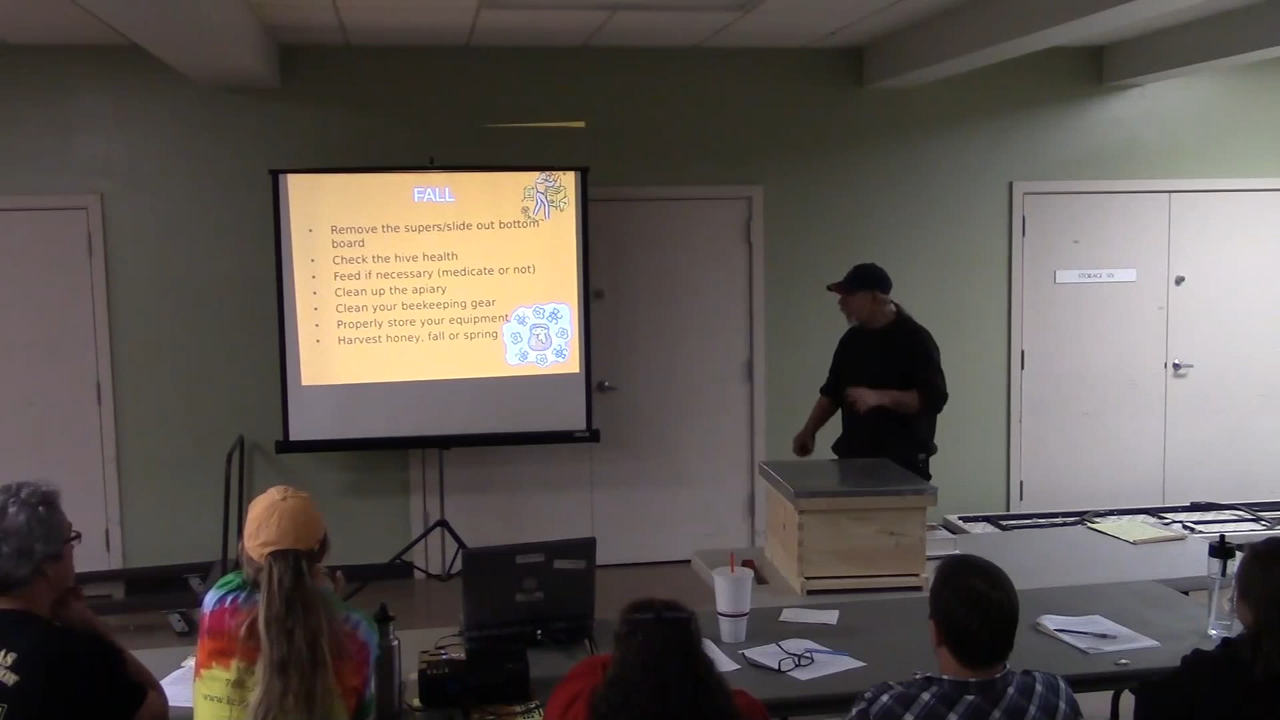 FALL
• Remove the supers/slide out bottom
board
• Check the hive health
• Feed if necessary (medicate or not)
• Clean up the apiary
• Clean your beekeeping gear
• Properly store your equipment
• Harvest honey, fall or spring
STORAGE